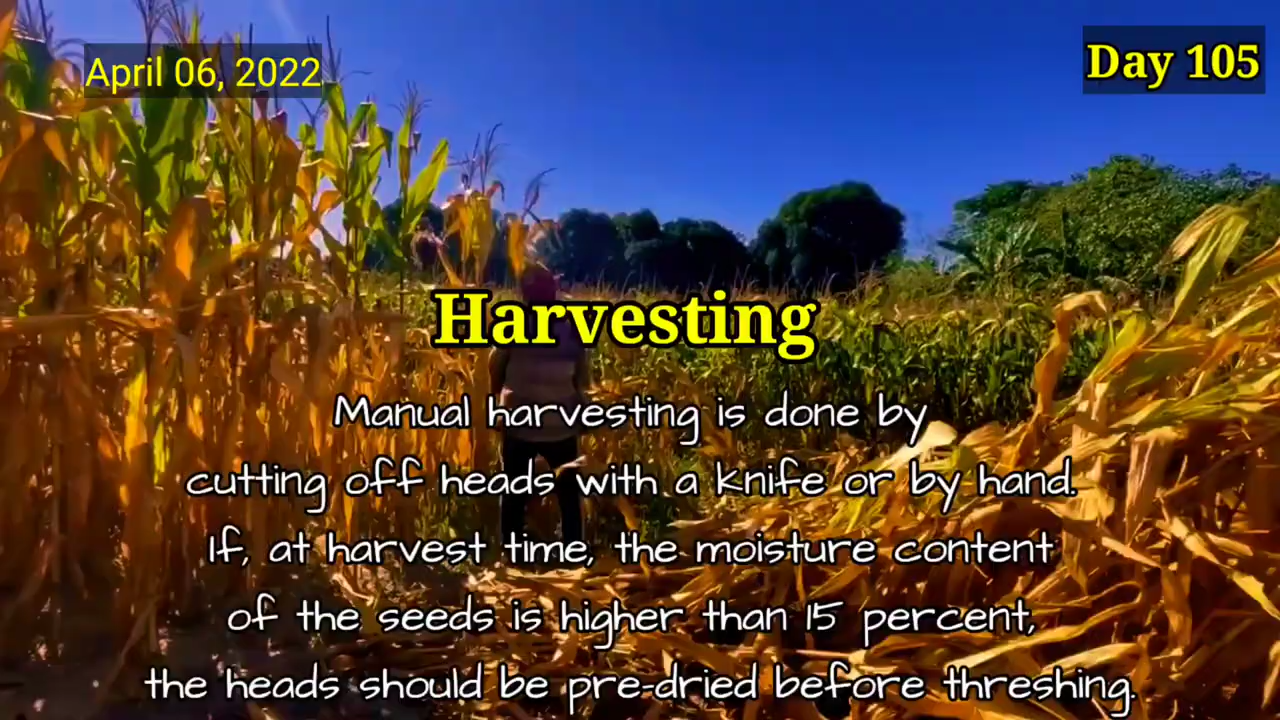 April 06, 2022
Day 105
Harvesting
Manual harvesting is done by
cutting off heads with a knife or by hand.
If, at harvest time, the moisture content
of the seeds is higher than 15 percent,
the heads should be pre-dried before threshing.